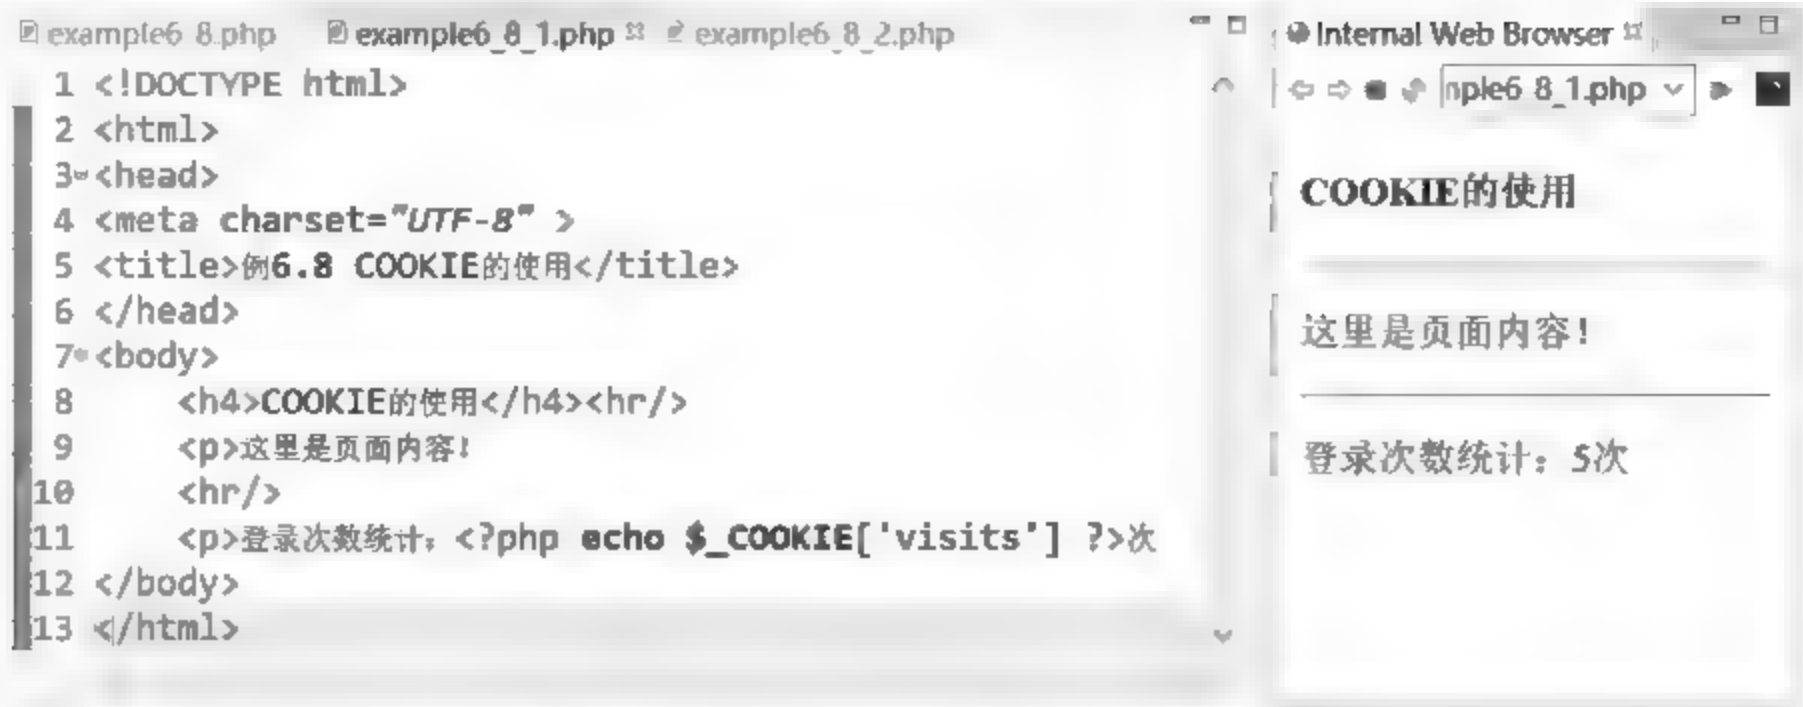 example6_8.php example6_8_1.php example6_8_2.php
1 <!DOCTYPE html>
2 <html>
3 <head>
4 <meta charset="UTF-8" >
5 <title>例6.8 COOKIE的使用</title>
6 </head>
7 <body>
8 <h4>COOKIE的使用</h4><hr/>
9 <p>这里是页面内容!
10 <hr/>
11 <p>登录次数统计：<?php echo $_COOKIE['visits'] ?>次
12 </body>
13 </html>
Internal Web Browser
mple6_8_1.php
COOKIE的使用
这里是页面内容!
登录次数统计：5次